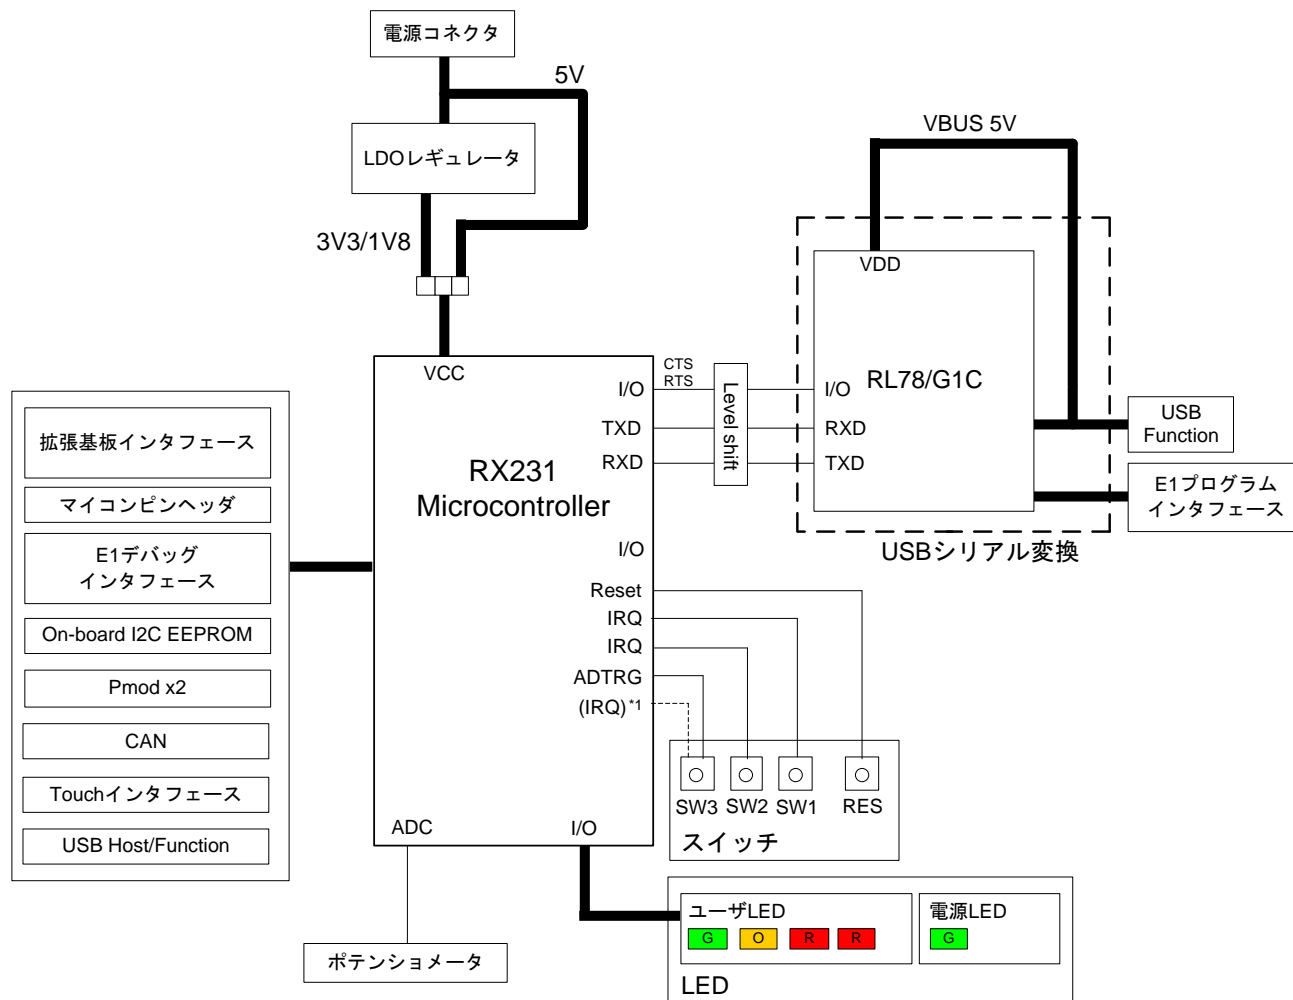 電源コネクタ
5V
LDOレギュレータ
3V3/1V8
VBUS 5V
VDD
RL78/G1C
I/O
RXD
TXD
USB
Function
E1プログラム
インタフェース
USBシリアル変換
Level shift
CTS
RTS
VCC
I/O
TXD
RXD
RX231
Microcontroller
I/O
Reset
IRQ
IRQ
ADTRG
(IRQ)*1
ADC
I/O
拡張基板インタフェース
マイコンピンヘッダ
E1デバッグ
インタフェース
On-board I2C EEPROM
Pmod x2
CAN
Touchインタフェース
USB Host/Function
SW3
SW2
SW1
RES
スイッチ
ユーザLED
G
O
R
R
電源LED
G
LED
ポテンショメータ